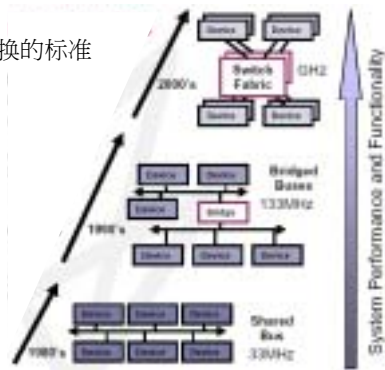 换的标准
Device Device
Switch
Fabric
GHz
2000's
Device Device
Bridged
Buses
133MHz
Device Device
Device Bridge
1990's
Device Device Device
Device Device Device
Shared
Bus
33MHz
1980's
Device Device Device
System Performance and Functionality